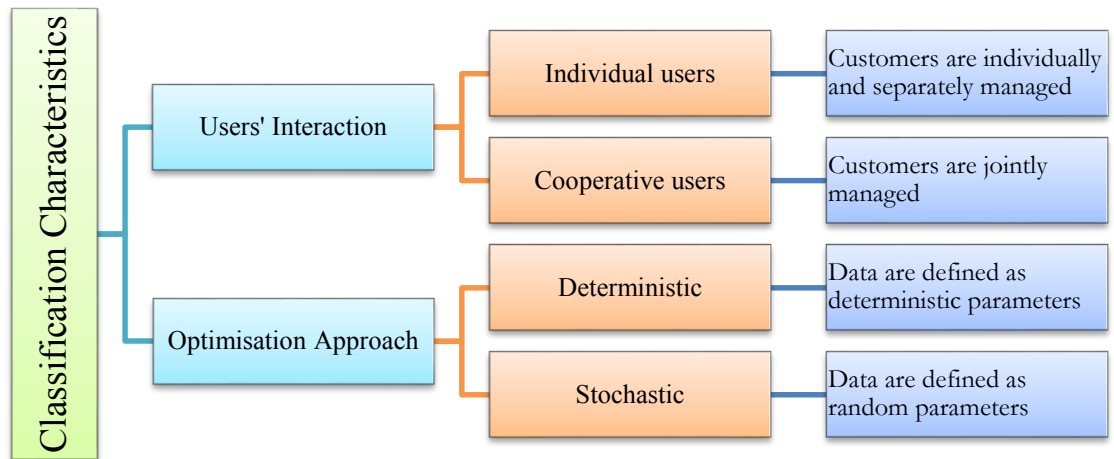 Classification Characteristics
Users' Interaction
Individual users
Customers are individually
and separately managed
Cooperative users
Customers are jointly
managed
Optimisation Approach
Deterministic
Data are defined as
deterministic parameters
Stochastic
Data are defined as
random parameters